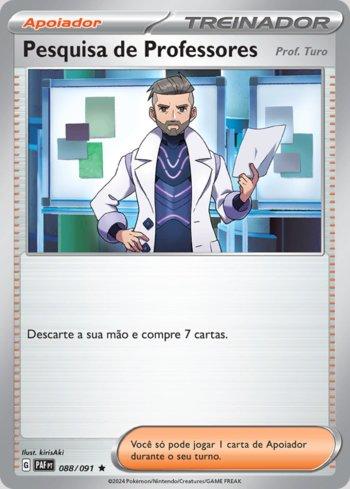 Apoiador
TREINADOR
Pesquisa de Professores
Prof. Turo
Descarte a sua mão e compre 7 cartas.
Ilust. kirisAki
G PAF PT 088/091 ★
Você só pode jogar 1 carta de Apoiador
durante o seu turno.
©2024 Pokémon/Nintendo/Creatures/GAME FREAK